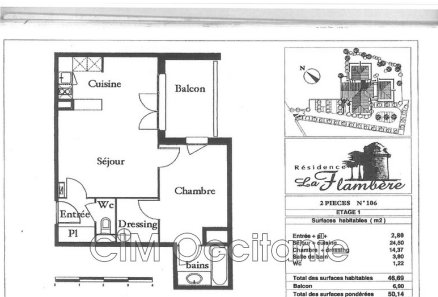 Cuisine
Balcon
Séjour
Chambre
Entrée
Wc
Dressing
Pl
bains
CIM Occitanie
N
Résidence
La Flambère
2 PIECES N°106
ETAGE 1
Surfaces habitables ( m2 )
Entrée + pl 2,88
Séjour + cuisine 24,50
Chambre + dressing 14,37
Salle de bain 3,90
Wc 1,22
Total des surfaces habitables 46,69
Balcon 6,90
Total des surfaces pondérées 50,14